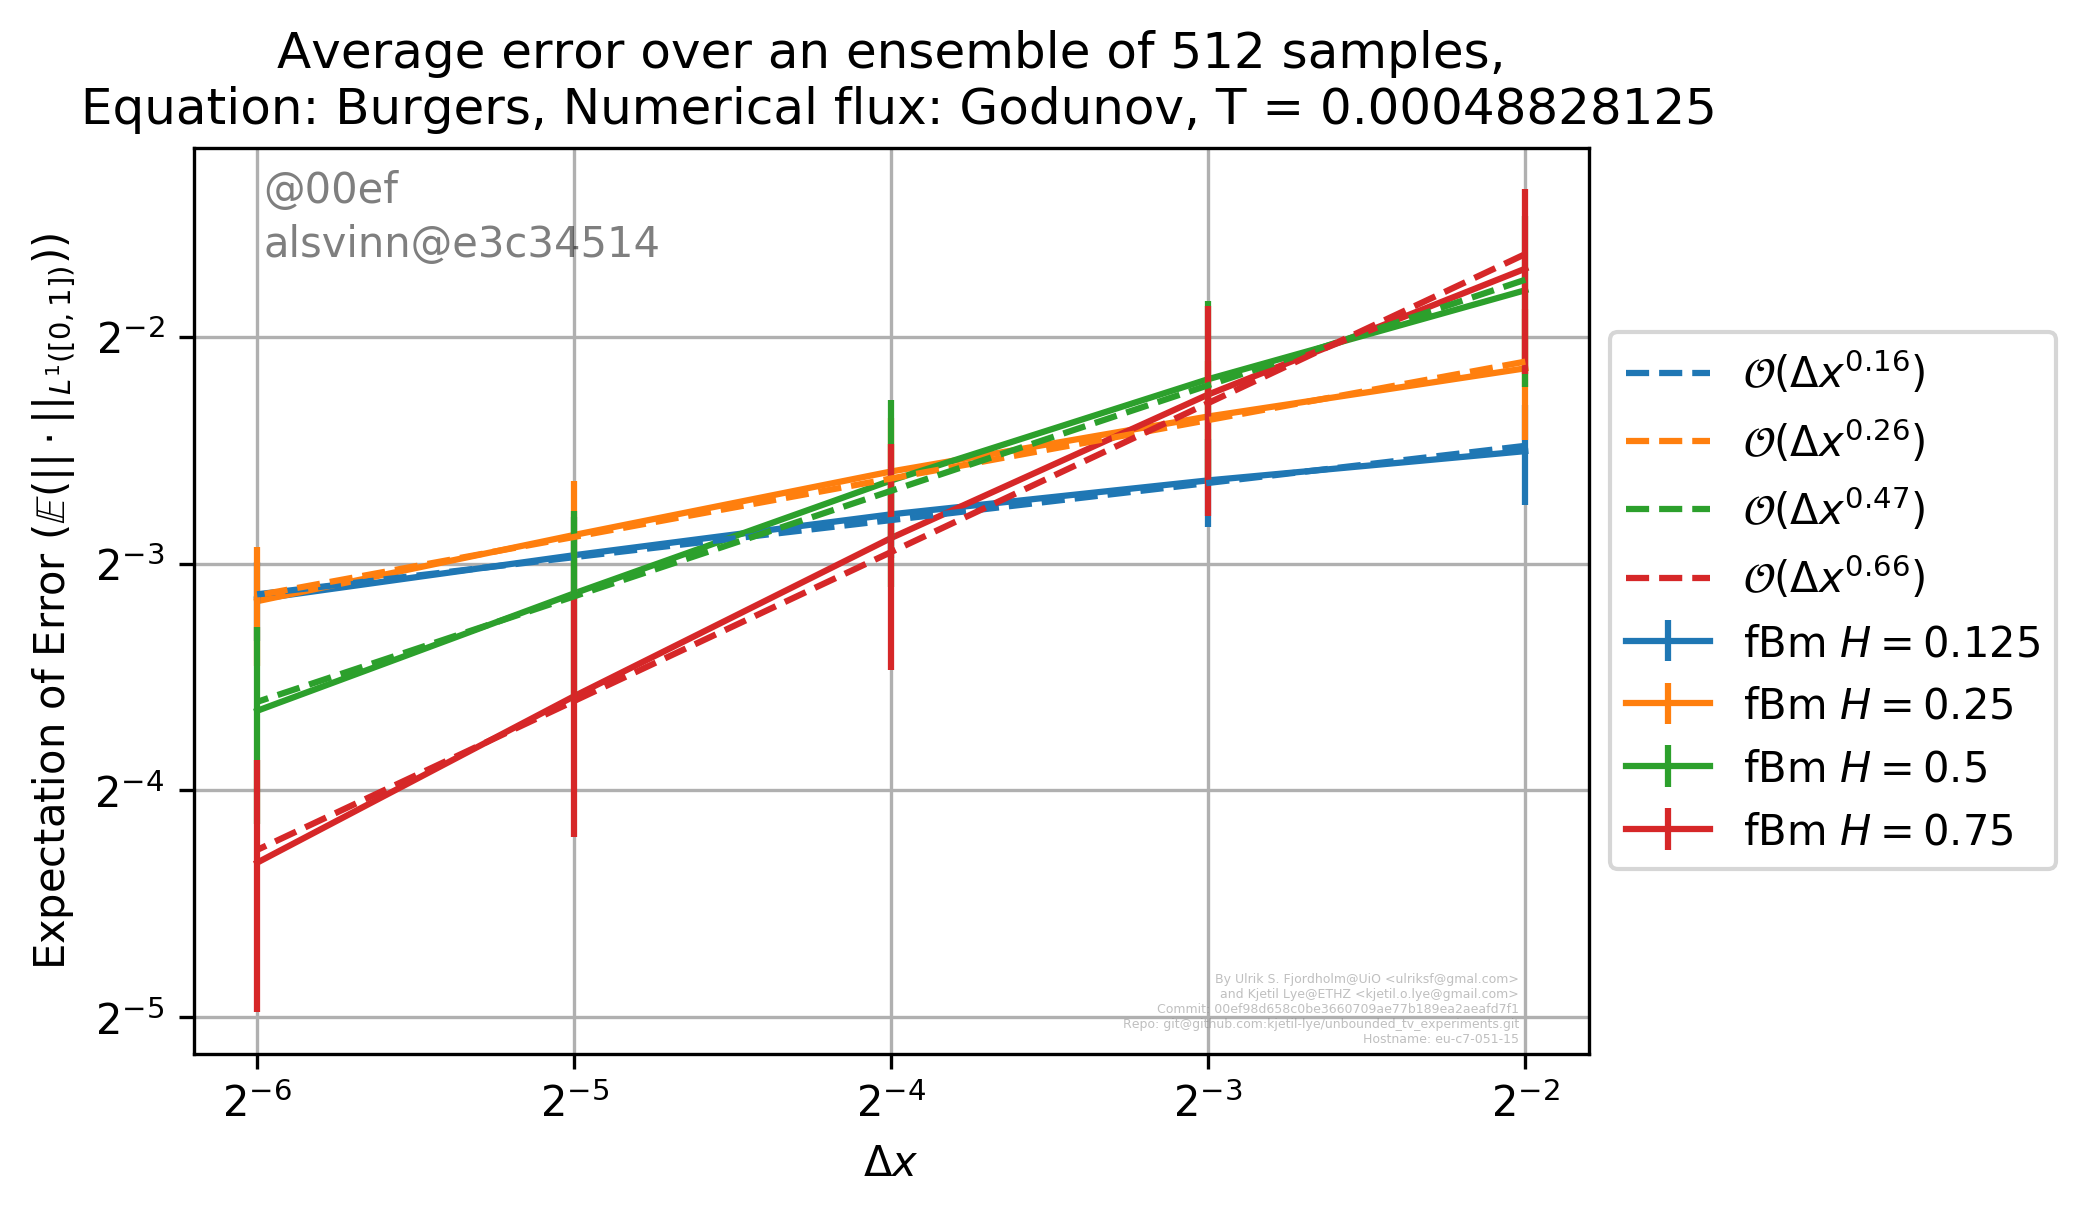 Average error over an ensemble of 512 samples,
Equation: Burgers, Numerical flux: Godunov, T = 0.00048828125
@00ef
alsvinn@e3c34514
Expectation of Error (𝔼(|| · ||_{L^1([0, 1])}))
2^{−2}
2^{−3}
2^{−4}
2^{−5}
By Ulrik S. Fjordholm@UiO <ulriksf@gmal.com>
and Kjetil Lye@ETHZ <kjetil.o.lye@gmail.com>
Commit: 00ef98d658c0be3660709ae77b189ea2aeafd7f1
Repo: git@github.com:kjetil-lye/unbounded_tv_experiments.git
Hostname: eu-c7-051-15
2^{−6} 2^{−5} 2^{−4} 2^{−3} 2^{−2}
Δx
𝒪(Δx^{0.16})
𝒪(Δx^{0.26})
𝒪(Δx^{0.47})
𝒪(Δx^{0.66})
fBm H = 0.125
fBm H = 0.25
fBm H = 0.5
fBm H = 0.75